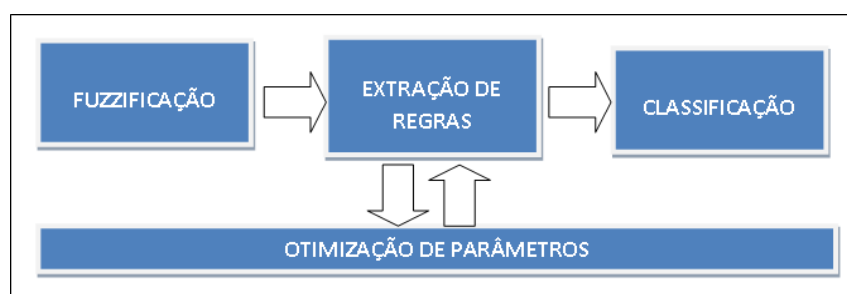 FUZZIFICAÇÃO
EXTRAÇÃO DE
REGRAS
CLASSIFICAÇÃO
OTIMIZAÇÃO DE PARÂMETROS